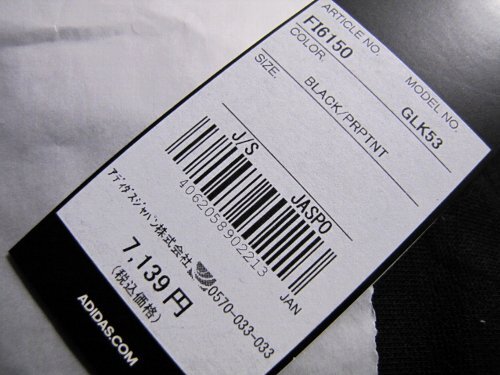 ARTICLE NO.
FI6150
MODEL NO.
GLK53
COLOR.
BLACK/PRPTNT
SIZE.
J/S
JASPO
4062058902213
JAN
アディダスジャパン株式会社
0570-033-033
7,139円
(税込価格)
ADIDAS.COM